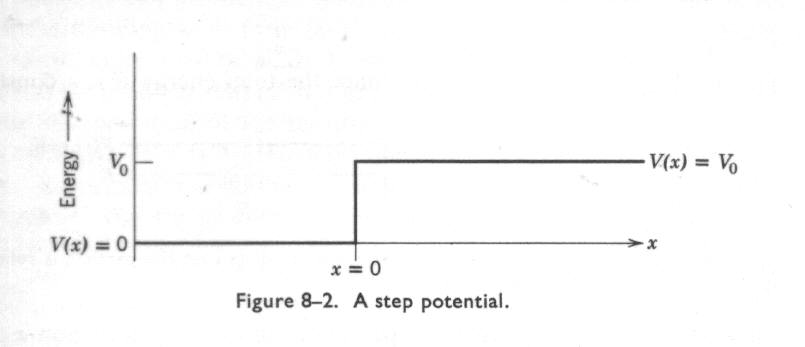 Energy
V₀
V(x) = V₀
V(x) = 0
x
x = 0
Figure 8–2. A step potential.